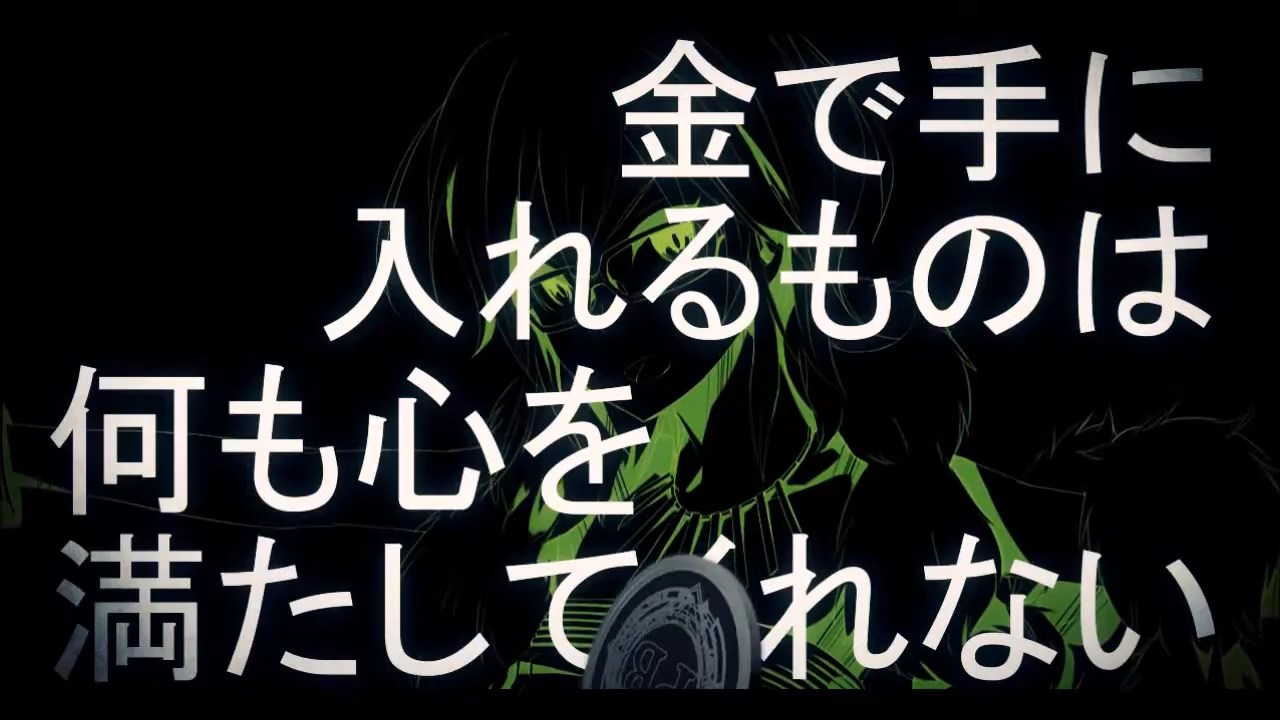 金で手に
入れるものは
何も心を
満たしてくれない